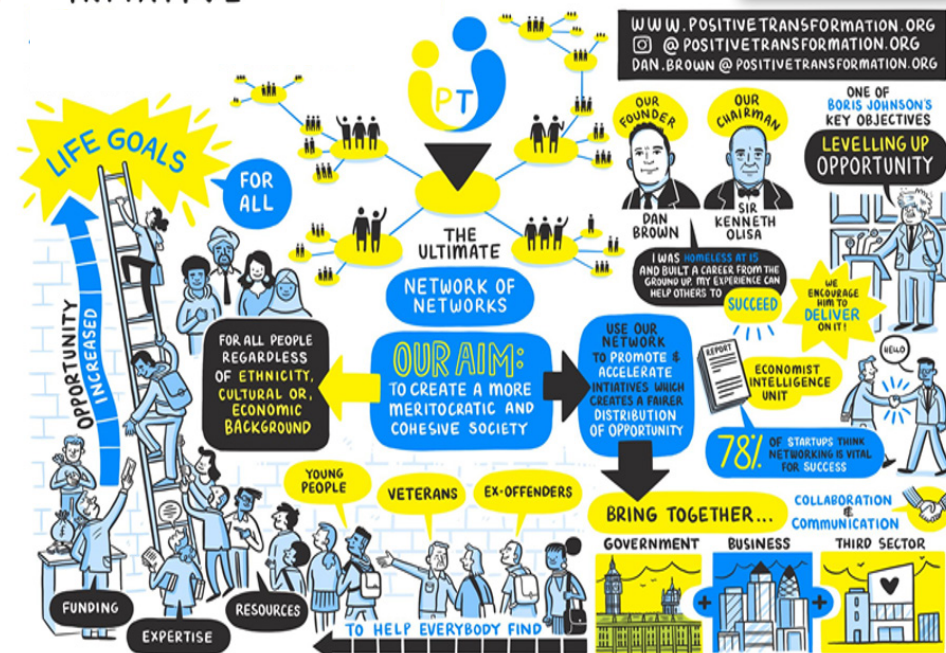 WWW.POSITIVETRANSFORMATION.ORG
@POSITIVETRANSFORMATION.ORG
DAN.BROWN@POSITIVETRANSFORMATION.ORG
PT
LIFE GOALS
FOR
ALL
OPPORTUNITY
INCREASED
THE
ULTIMATE
NETWORK OF
NETWORKS
OUR
FOUNDER
DAN
BROWN
OUR
CHAIRMAN
SIR
KENNETH
OLISA
I WAS HOMELESS AT 15
AND BUILT A CAREER FROM THE
GROUND UP. MY EXPERIENCE CAN
HELP OTHERS TO
SUCCEED
ONE OF
BORIS JOHNSON'S
KEY OBJECTIVES
LEVELLING UP
OPPORTUNITY
WE
ENCOURAGE
HIM TO
DELIVER
ON IT!
OUR AIM:
TO CREATE A MORE
MERITOCRATIC AND
COHESIVE SOCIETY
FOR ALL PEOPLE
REGARDLESS
OF ETHNICITY,
CULTURAL OR,
ECONOMIC
BACKGROUND
USE OUR
NETWORK
TO PROMOTE &
ACCELERATE
INTIATIVES WHICH
CREATES A FAIRER
DISTRIBUTION
OF OPPORTUNITY
REPORT
ECONOMIST
INTELLIGENCE
UNIT
HELLO
78% OF STARTUPS THINK
NETWORKING IS VITAL
FOR SUCCESS
BRING TOGETHER...
COLLABORATION
&
COMMUNICATION
GOVERNMENT
BUSINESS
THIRD SECTOR
+
+
YOUNG
PEOPLE
VETERANS
EX-OFFENDERS
FUNDING
EXPERTISE
RESOURCES
TO HELP EVERYBODY FIND